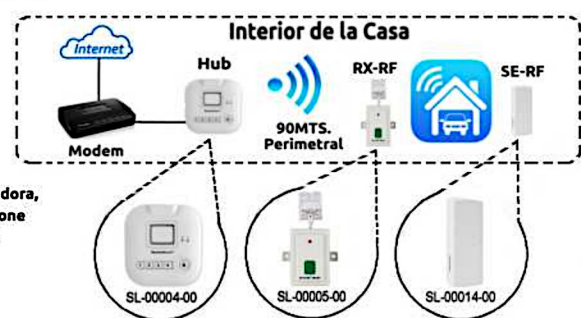 Interior de la Casa
Internet
Hub
RX-RF
SE-RF
Modem
90MTS.
Perimetral
dora,
one
SL-00004-00
SL-00005-00
SL-00014-00